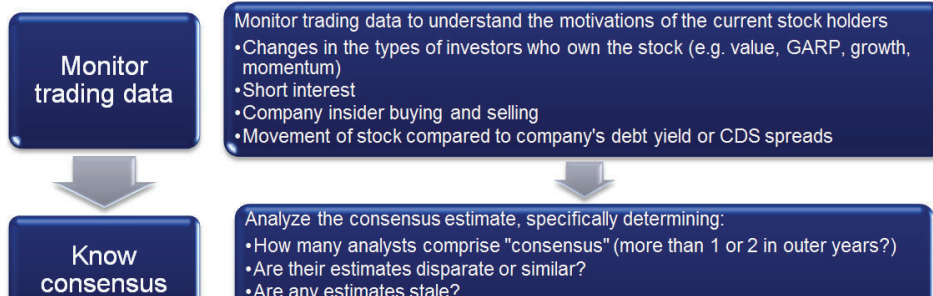 Monitor
trading data
Monitor trading data to understand the motivations of the current stock holders
•Changes in the types of investors who own the stock (e.g. value, GARP, growth,
momentum)
•Short interest
•Company insider buying and selling
•Movement of stock compared to company's debt yield or CDS spreads
Know
consensus
Analyze the consensus estimate, specifically determining:
•How many analysts comprise "consensus" (more than 1 or 2 in outer years?)
•Are their estimates disparate or similar?
•Are any estimates stale?